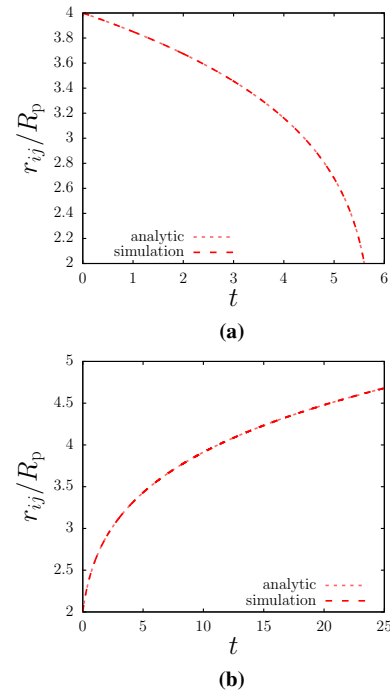 4
3.8
3.6
3.4
3.2
3
2.8
2.6
2.4
2.2
2
r_{ij}/R_p
analytic
simulation
0 1 2 3 4 5 6
t
(a)
5
4.5
4
3.5
3
2.5
2
r_{ij}/R_p
analytic
simulation
0 5 10 15 20 25
t
(b)